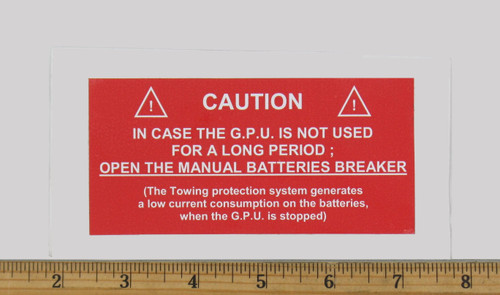 CAUTION
IN CASE THE G.P.U. IS NOT USED
FOR A LONG PERIOD ;
OPEN THE MANUAL BATTERIES BREAKER
(The Towing protection system generates
a low current consumption on the batteries,
when the G.P.U. is stopped)
2 3 4 5 6 7 8